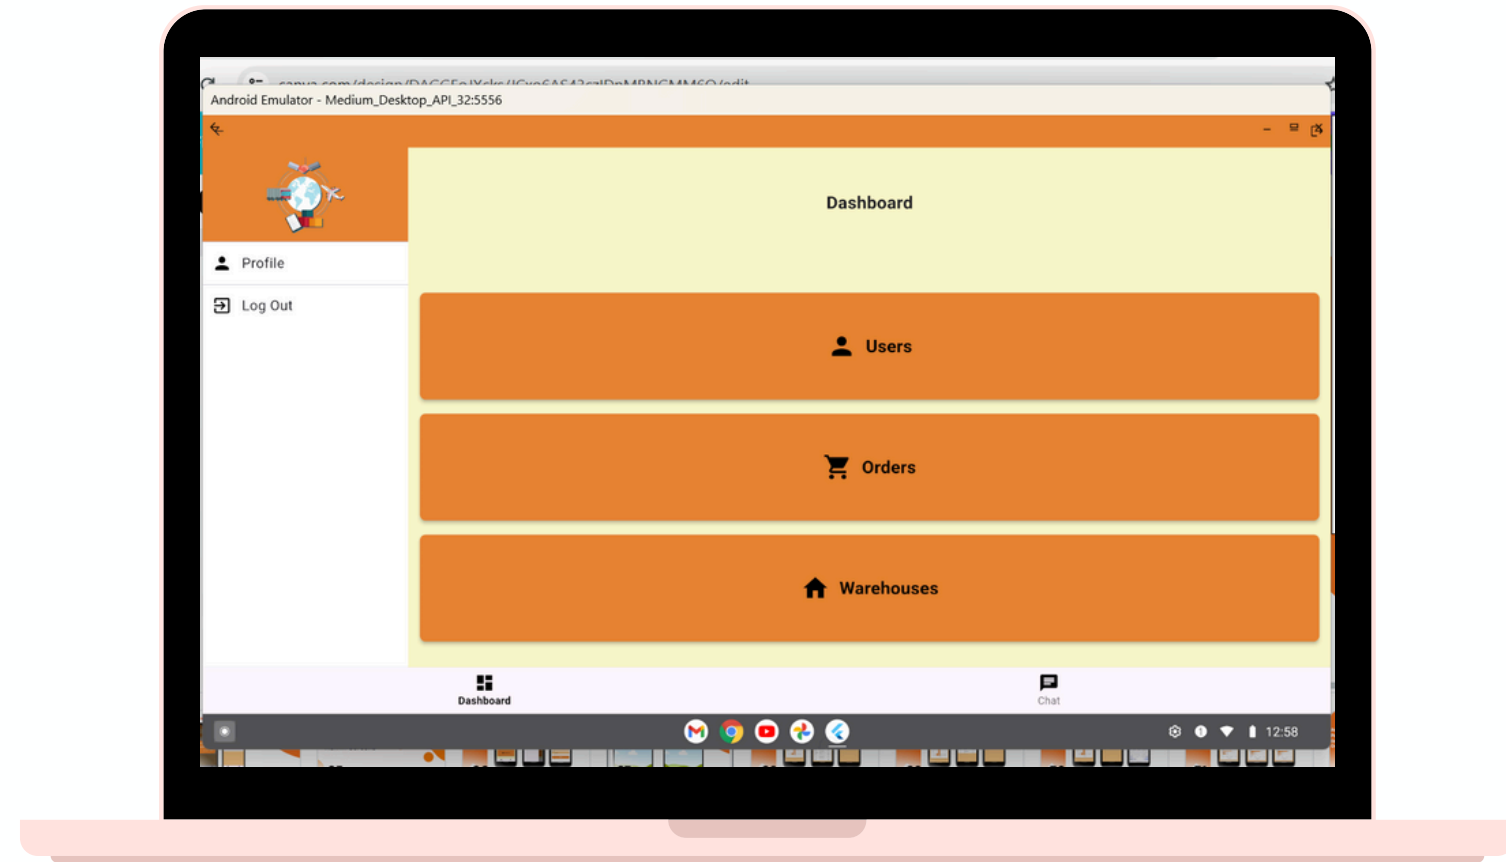 Android Emulator - Medium_Desktop_API_32:5556
Dashboard
Profile
Log Out
Users
Orders
Warehouses
Dashboard
Chat
12:58